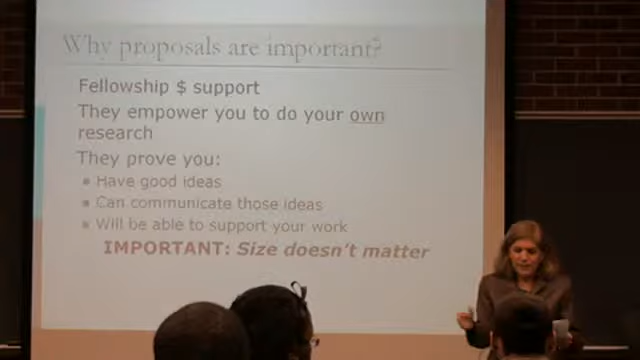 Why proposals are important?
Fellowship $ support
They empower you to do your own
research
They prove you:
Have good ideas
Can communicate those ideas
Will be able to support your work
IMPORTANT: Size doesn't matter